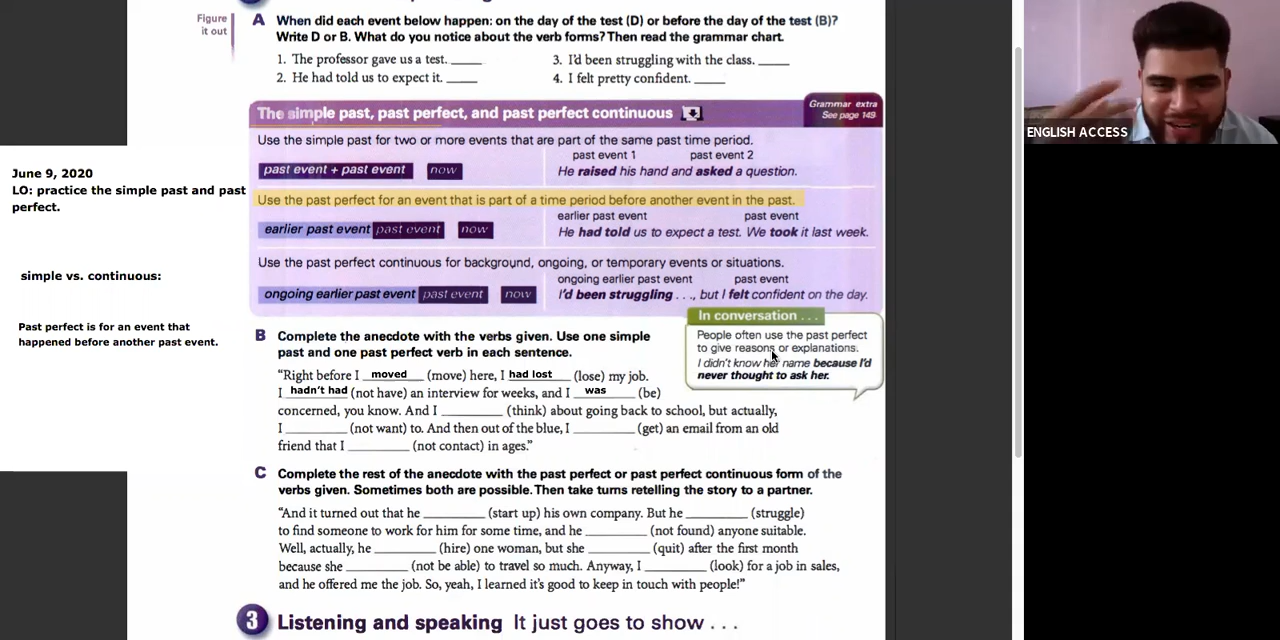 Figure
it out
A When did each event below happen: on the day of the test (D) or before the day of the test (B)?
Write D or B. What do you notice about the verb forms? Then read the grammar chart.
1. The professor gave us a test. _____
2. He had told us to expect it. _____
3. I'd been struggling with the class. _____
4. I felt pretty confident. _____
The simple past, past perfect, and past perfect continuous
Grammar extra
See page 149
Use the simple past for two or more events that are part of the same past time period.
past event 1 past event 2
past event + past event now He raised his hand and asked a question.
Use the past perfect for an event that is part of a time period before another event in the past.
earlier past event past event
earlier past event past event now He had told us to expect a test. We took it last week.
Use the past perfect continuous for background, ongoing, or temporary events or situations.
ongoing earlier past event past event
ongoing earlier past event past event now I'd been struggling . . ., but I felt confident on the day.
June 9, 2020
LO: practice the simple past and past
perfect.
simple vs. continuous:
Past perfect is for an event that
happened before another past event.
B Complete the anecdote with the verbs given. Use one simple
past and one past perfect verb in each sentence.
"Right before I moved (move) here, I had lost (lose) my job.
I hadn't had (not have) an interview for weeks, and I was (be)
concerned, you know. And I __________ (think) about going back to school, but actually,
I __________ (not want) to. And then out of the blue, I __________ (get) an email from an old
friend that I __________ (not contact) in ages."
In conversation . . .
People often use the past perfect
to give reasons or explanations.
I didn't know her name because I'd
never thought to ask her.
C Complete the rest of the anecdote with the past perfect or past perfect continuous form of the
verbs given. Sometimes both are possible. Then take turns retelling the story to a partner.
"And it turned out that he __________ (start up) his own company. But he __________ (struggle)
to find someone to work for him for some time, and he __________ (not found) anyone suitable.
Well, actually, he __________ (hire) one woman, but she __________ (quit) after the first month
because she __________ (not be able) to travel so much. Anyway, I __________ (look) for a job in sales,
and he offered me the job. So, yeah, I learned it's good to keep in touch with people!"
3 Listening and speaking It just goes to show . . .
ENGLISH ACCESS